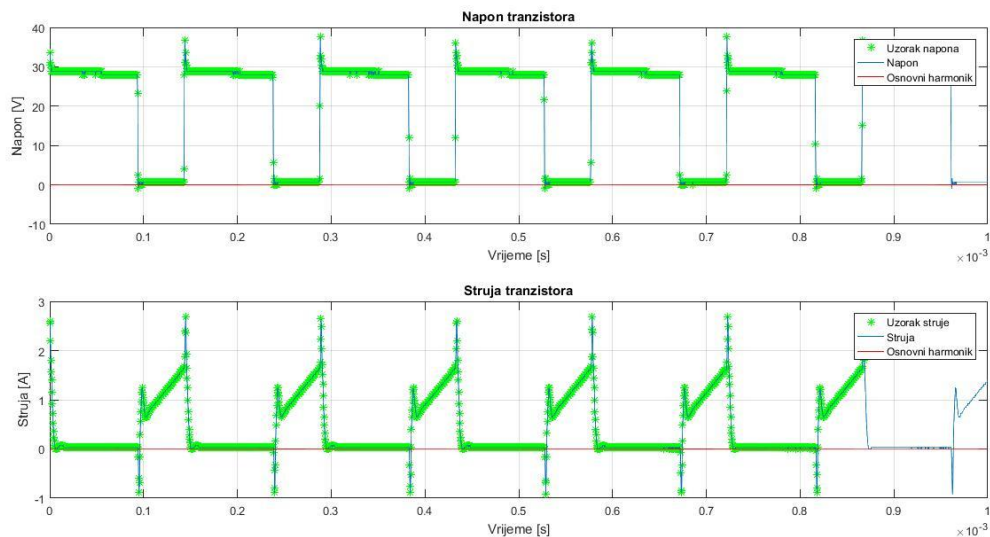 Napon tranzistora
40
30
20
10
0
-10
Napon [V]
Uzorak napona
Napon
Osnovni harmonik
0 0.1 0.2 0.3 0.4 0.5 0.6 0.7 0.8 0.9 1
Vrijeme [s]
×10⁻³
Struja tranzistora
3
2
1
0
-1
Struja [A]
Uzorak struje
Struja
Osnovni harmonik
0 0.1 0.2 0.3 0.4 0.5 0.6 0.7 0.8 0.9 1
Vrijeme [s]
×10⁻³